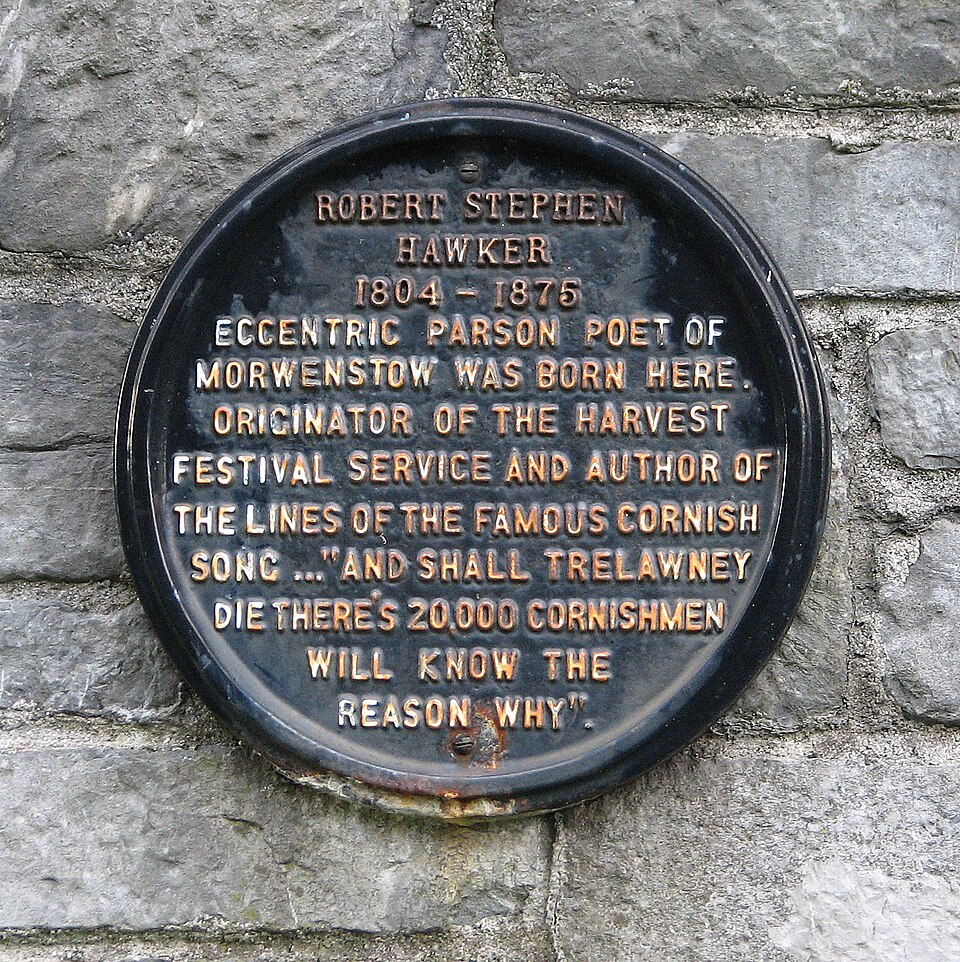 ROBERT STEPHEN
HAWKER
1804 - 1875
ECCENTRIC PARSON POET OF
MORWENSTOW WAS BORN HERE.
ORIGINATOR OF THE HARVEST
FESTIVAL SERVICE AND AUTHOR OF
THE LINES OF THE FAMOUS CORNISH
SONG ..."AND SHALL TRELAWNEY
DIE THERE'S 20,000 CORNISHMEN
WILL KNOW THE
REASON WHY".